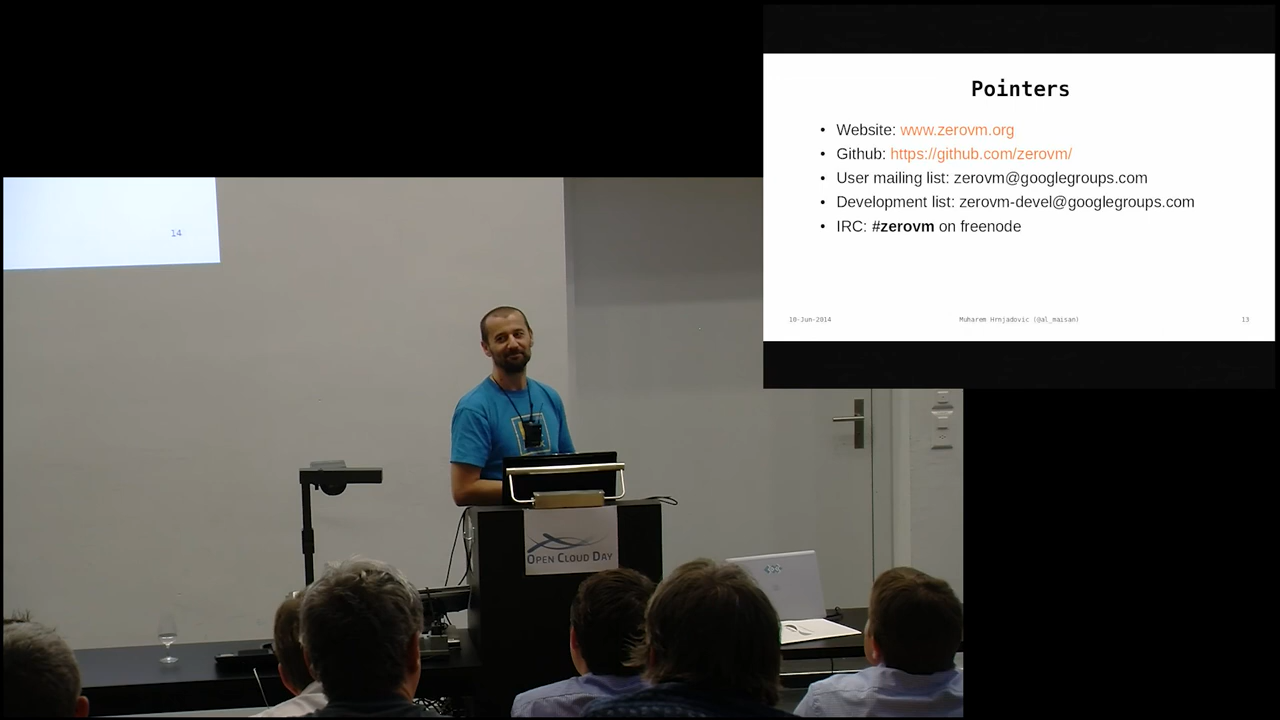 Pointers
• Website: www.zerovm.org
• Github: https://github.com/zerovm/
• User mailing list: zerovm@googlegroups.com
• Development list: zerovm-devel@googlegroups.com
• IRC: #zerovm on freenode
10-Jun-2014
Muharem Hrnjadovic (@al_maisan)
13
14
OPEN CLOUD DAY